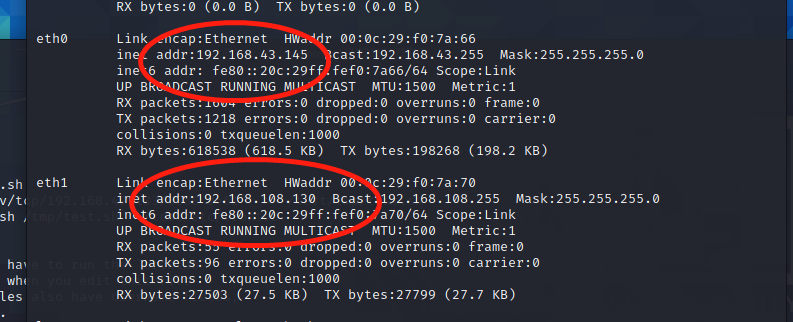 RX bytes:0 (0.0 B)  TX bytes:0 (0.0 B)
eth0      Link encap:Ethernet  HWaddr 00:0c:29:f0:7a:66
inet addr:192.168.43.145  Bcast:192.168.43.255  Mask:255.255.255.0
inet6 addr: fe80::20c:29ff:fef0:7a66/64 Scope:Link
UP BROADCAST RUNNING MULTICAST  MTU:1500  Metric:1
RX packets:1604 errors:0 dropped:0 overruns:0 frame:0
TX packets:1218 errors:0 dropped:0 overruns:0 carrier:0
collisions:0 txqueuelen:1000
RX bytes:618538 (618.5 KB)  TX bytes:198268 (198.2 KB)
.sh
eth1      Link encap:Ethernet  HWaddr 00:0c:29:f0:7a:70
v/tcp/192.168.
inet addr:192.168.108.130  Bcast:192.168.108.255  Mask:255.255.255.0
sh /tmp/test.s
inet6 addr: fe80::20c:29ff:fef0:7a70/64 Scope:Link
UP BROADCAST RUNNING MULTICAST  MTU:1500  Metric:1
RX packets:55 errors:0 dropped:0 overruns:0 frame:0
have to run th
TX packets:96 errors:0 dropped:0 overruns:0 carrier:0
when you edit
collisions:0 txqueuelen:1000
les also have
RX bytes:27503 (27.5 KB)  TX bytes:27799 (27.7 KB)